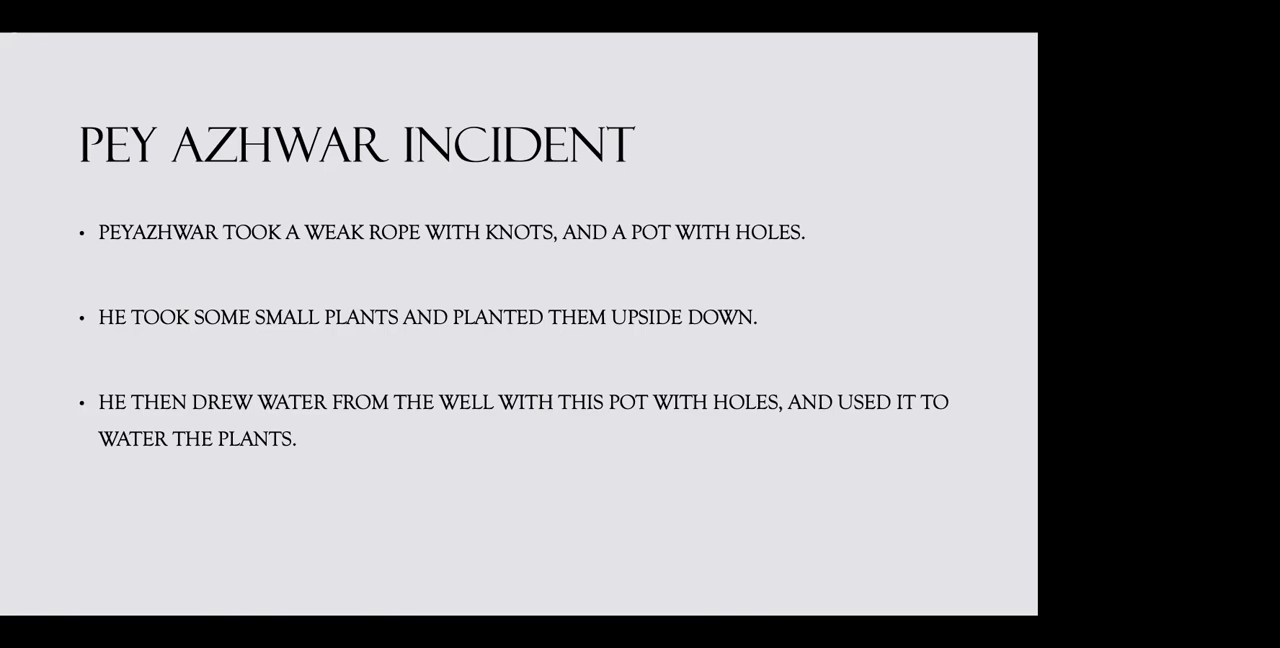 PEY AZHWAR INCIDENT
• PEYAZHWAR TOOK A WEAK ROPE WITH KNOTS, AND A POT WITH HOLES.
• HE TOOK SOME SMALL PLANTS AND PLANTED THEM UPSIDE DOWN.
• HE THEN DREW WATER FROM THE WELL WITH THIS POT WITH HOLES, AND USED IT TO
WATER THE PLANTS.